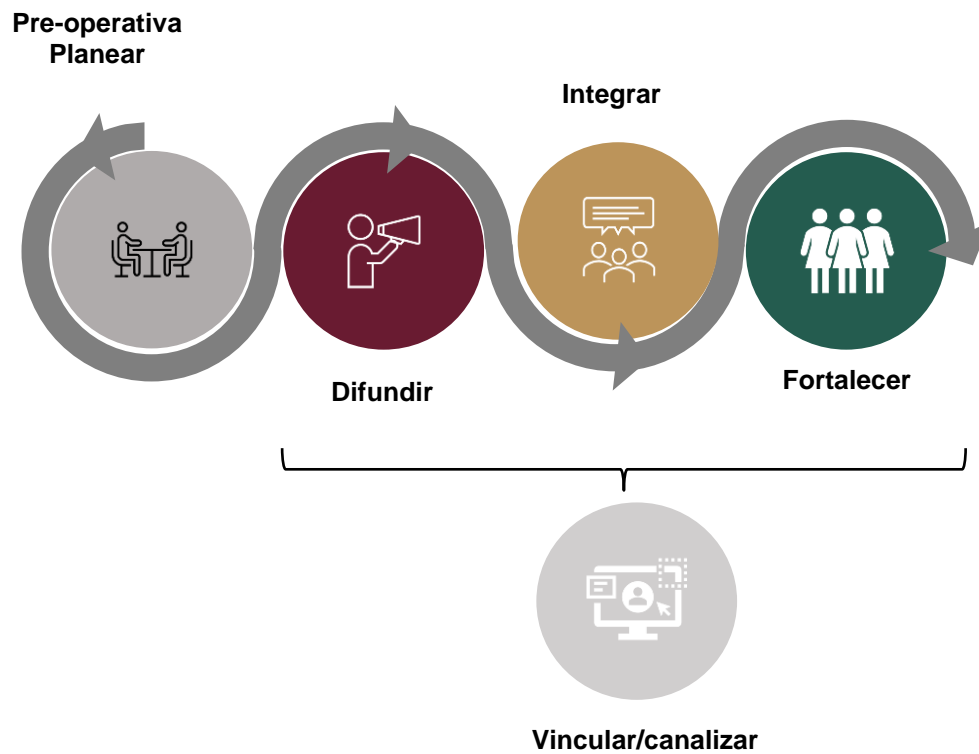 Pre-operativa
Planear
Integrar
Difundir
Fortalecer
Vincular/canalizar